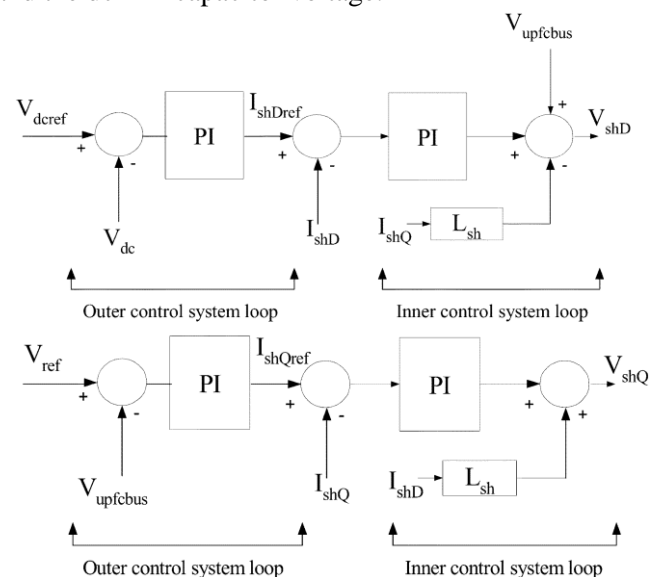 V_upfcbus
V_dcref + - PI I_shDref + - PI + + - V_shD
V_dc I_shD I_shQ L_sh
Outer control system loop Inner control system loop
V_ref + - PI I_shQref + - PI + + V_shQ
V_upfcbus I_shQ I_shD L_sh
Outer control system loop Inner control system loop